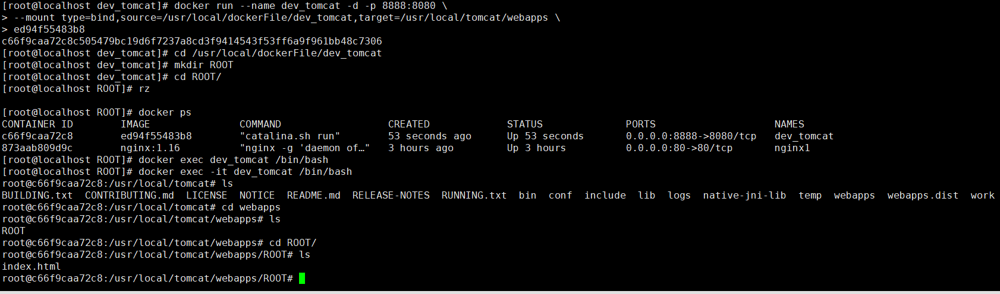 [root@localhost dev_tomcat]# docker run --name dev_tomcat -d -p 8888:8080 \
> --mount type=bind,source=/usr/local/dockerFile/dev_tomcat,target=/usr/local/tomcat/webapps \
> ed94f55483b8
c66f9caa72c8c505479bc19d6f7237a8cd3f9414543f53ff6a9f961bb48c7306
[root@localhost dev_tomcat]# cd /usr/local/dockerFile/dev_tomcat
[root@localhost dev_tomcat]# mkdir ROOT
[root@localhost dev_tomcat]# cd ROOT/
[root@localhost ROOT]# rz
[root@localhost ROOT]# docker ps
CONTAINER ID        IMAGE               COMMAND                  CREATED             STATUS              PORTS                    NAMES
c66f9caa72c8        ed94f55483b8        "catalina.sh run"        53 seconds ago      Up 53 seconds       0.0.0.0:8888->8080/tcp   dev_tomcat
873aab809d9c        nginx:1.16          "nginx -g 'daemon of…"   3 hours ago         Up 3 hours          0.0.0.0:80->80/tcp       nginx1
[root@localhost ROOT]# docker exec dev_tomcat /bin/bash
[root@localhost ROOT]# docker exec -it dev_tomcat /bin/bash
root@c66f9caa72c8:/usr/local/tomcat# ls
BUILDING.txt  CONTRIBUTING.md  LICENSE  NOTICE  README.md  RELEASE-NOTES  RUNNING.txt  bin  conf  include  lib  logs  native-jni-lib  temp  webapps  webapps.dist  work
root@c66f9caa72c8:/usr/local/tomcat# cd webapps
root@c66f9caa72c8:/usr/local/tomcat/webapps# ls
ROOT
root@c66f9caa72c8:/usr/local/tomcat/webapps# cd ROOT/
root@c66f9caa72c8:/usr/local/tomcat/webapps/ROOT# ls
index.html
root@c66f9caa72c8:/usr/local/tomcat/webapps/ROOT#